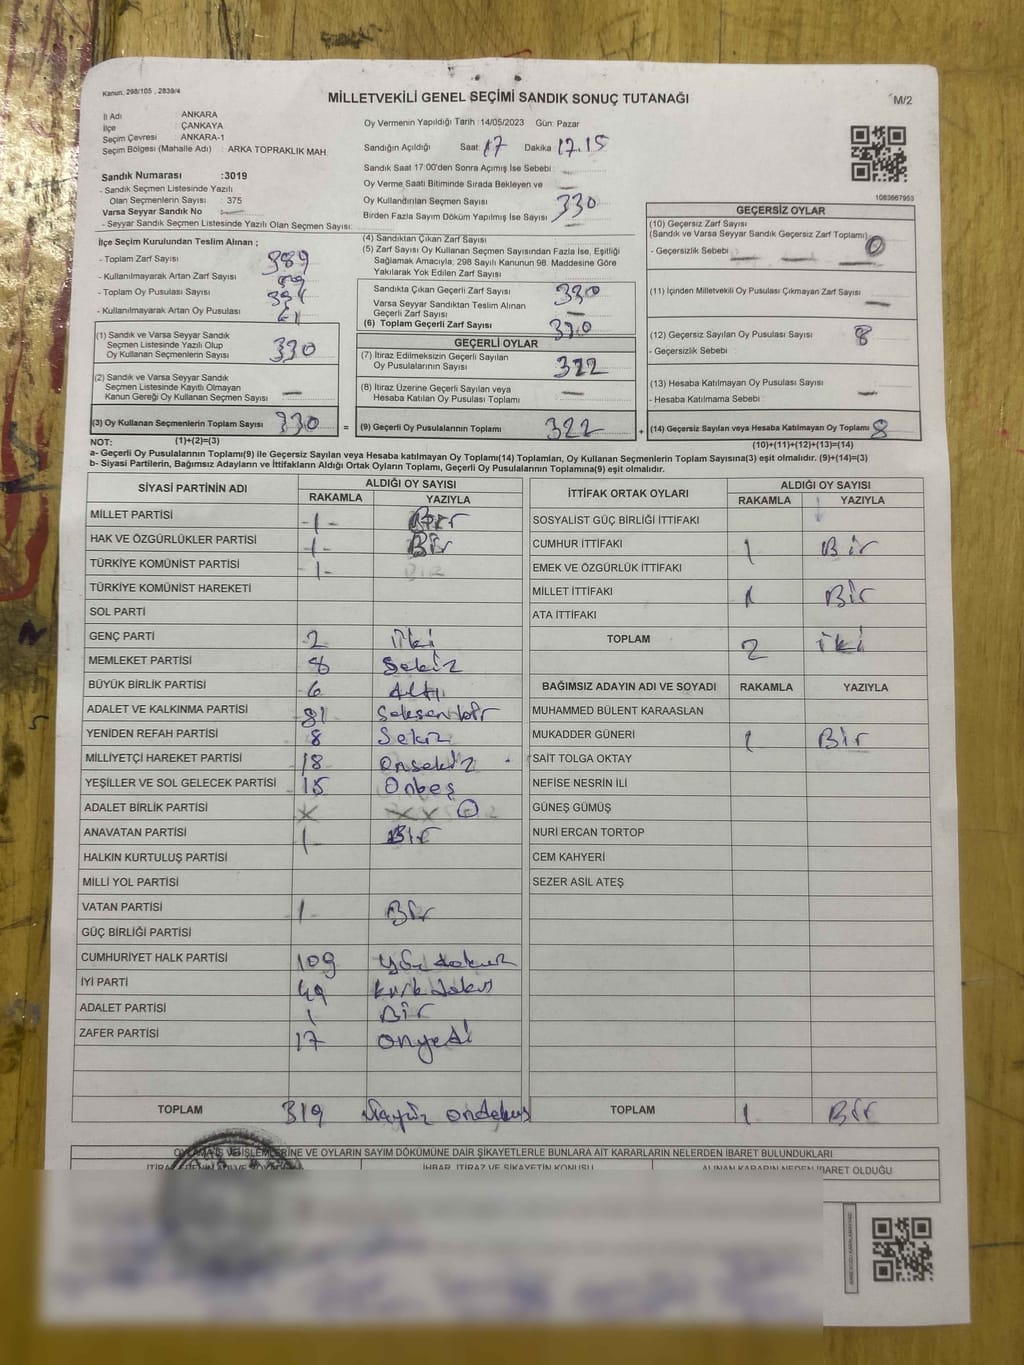 Kanun, 298/105 , 2839/4
MİLLETVEKİLİ GENEL SEÇİMİ SANDIK SONUÇ TUTANAĞI
M/2
İl Adı ANKARA
İlçe ÇANKAYA
Seçim Çevresi ANKARA-1
Seçim Bölgesi (Mahalle Adı) : ARKA TOPRAKLIK MAH.
Oy Vermenin Yapıldığı Tarih :14/05/2023 Gün: Pazar
Sandığın Açıldığı Saat: 17 Dakika 17.15
Sandık Saat 17:00'den Sonra Açılmış İse Sebebi :
Oy Verme Saati Bitiminde Sırada Bekleyen ve
Oy Kullandırılan Seçmen Sayısı 330
Birden Fazla Sayım Döküm Yapılmış İse Sayısı
1083667953
Sandık Numarası :3019
- Sandık Seçmen Listesinde Yazılı
Olan Seçmenlerin Sayısı : 375
Varsa Seyyar Sandık No :
- Seyyar Sandık Seçmen Listesinde Yazılı Olan Seçmen Sayısı:
İlçe Seçim Kurulundan Teslim Alınan ;
- Toplam Zarf Sayısı 389
- Kullanılmayarak Artan Zarf Sayısı
- Toplam Oy Pusulası Sayısı
- Kullanılmayarak Artan Oy Pusulası 61
(1) Sandık ve Varsa Seyyar Sandık
Seçmen Listesinde Yazılı Olup
Oy Kullanan Seçmenlerin Sayısı 330
(2) Sandık ve Varsa Seyyar Sandık
Seçmen Listesinde Kayıtlı Olmayan
Kanun Gereği Oy Kullanan Seçmen Sayısı —
(3) Oy Kullanan Seçmenlerin Toplam Sayısı 330 =
(1)+(2)=(3)
(4) Sandıktan Çıkan Zarf Sayısı
(5) Zarf Sayısı Oy Kullanan Seçmen Sayısından Fazla İse, Eşitliği
Sağlamak Amacıyla, 298 Sayılı Kanunun 98. Maddesine Göre
Yakılarak Yok Edilen Zarf Sayısı
Sandıkta Çıkan Geçerli Zarf Sayısı 330
Varsa Seyyar Sandıktan Teslim Alınan
Geçerli Zarf Sayısı —
(6) Toplam Geçerli Zarf Sayısı 330
GEÇERLİ OYLAR
(7) İtiraz Edilmeksizin Geçerli Sayılan
Oy Pusulalarının Sayısı 322
(8) İtiraz Üzerine Geçerli Sayılan veya
Hesaba Katılan Oy Pusulası Toplamı —
(9) Geçerli Oy Pusulalarının Toplamı 322 +
GEÇERSİZ OYLAR
(10) Geçersiz Zarf Sayısı
(Sandık ve Varsa Seyyar Sandık Geçersiz Zarf Toplamı) 0
- Geçersizlik Sebebi : — — —
(11) İçinden Milletvekili Oy Pusulası Çıkmayan Zarf Sayısı —
(12) Geçersiz Sayılan Oy Pusulası Sayısı 8
- Geçersizlik Sebebi :
(13) Hesaba Katılmayan Oy Pusulası Sayısı
- Hesaba Katılmama Sebebi : —
(14) Geçersiz Sayılan veya Hesaba Katılmayan Oy Toplamı 8
(10)+(11)+(12)+(13)=(14)
NOT:
a- Geçerli Oy Pusulalarının Toplamı(9) ile Geçersiz Sayılan veya Hesaba katılmayan Oy Toplamı(14) Toplamları, Oy Kullanan Seçmenlerin Toplam Sayısına(3) eşit olmalıdır. (9)+(14)=(3)
b- Siyasi Partilerin, Bağımsız Adayların ve İttifakların Aldığı Ortak Oyların Toplamı, Geçerli Oy Pusulalarının Toplamına(9) eşit olmalıdır.
SİYASİ PARTİNİN ADI ALDIĞI OY SAYISI
RAKAMLA YAZIYLA
MİLLET PARTİSİ -1- Bir
HAK VE ÖZGÜRLÜKLER PARTİSİ -1- Bir
TÜRKİYE KOMÜNİST PARTİSİ -1- BİR
TÜRKİYE KOMÜNİST HAREKETİ
SOL PARTİ
GENÇ PARTİ 2 iki
MEMLEKET PARTİSİ 8 Sekiz
BÜYÜK BİRLİK PARTİSİ 6 Altı
ADALET VE KALKINMA PARTİSİ 81 Seksenbir
YENİDEN REFAH PARTİSİ 8 Sekiz
MİLLİYETÇİ HAREKET PARTİSİ 18 Onsekiz
YEŞİLLER VE SOL GELECEK PARTİSİ 15 Onbeş
ADALET BİRLİK PARTİSİ X XX 0
ANAVATAN PARTİSİ 1- Bir
HALKIN KURTULUŞ PARTİSİ
MİLLİ YOL PARTİSİ
VATAN PARTİSİ 1- Bir
GÜÇ BİRLİĞİ PARTİSİ
CUMHURİYET HALK PARTİSİ 109 yüz dokuz
İYİ PARTİ 49 kırk dokuz
ADALET PARTİSİ 1 Bir
ZAFER PARTİSİ 17 onyedi
TOPLAM 319 üçyüz ondokuz
İTTİFAK ORTAK OYLARI ALDIĞI OY SAYISI
RAKAMLA YAZIYLA
SOSYALİST GÜÇ BİRLİĞİ İTTİFAKI
CUMHUR İTTİFAKI 1 Bir
EMEK VE ÖZGÜRLÜK İTTİFAKI
MİLLET İTTİFAKI 1 Bir
ATA İTTİFAKI
TOPLAM 2 iki
BAĞIMSIZ ADAYIN ADI VE SOYADI RAKAMLA YAZIYLA
MUHAMMED BÜLENT KARAASLAN
MUKADDER GÜNERİ 1 Bir
SAİT TOLGA OKTAY
NEFİSE NESRİN İLİ
GÜNEŞ GÜMÜŞ
NURİ ERCAN TORTOP
CEM KAHYERİ
SEZER ASİL ATEŞ
TOPLAM 1 Bir
OYLAMA İŞ VE İŞLEMLERİNE VE OYLARIN SAYIM DÖKÜMÜNE DAİR ŞİKAYETLERLE BUNLARA AİT KARARLARIN NELERDEN İBARET BULUNDUKLARI
İHBAR, İTİRAZ VE ŞİKAYETİN KONUSU
ALINAN KARARIN NEDEN İBARET OLDUĞU